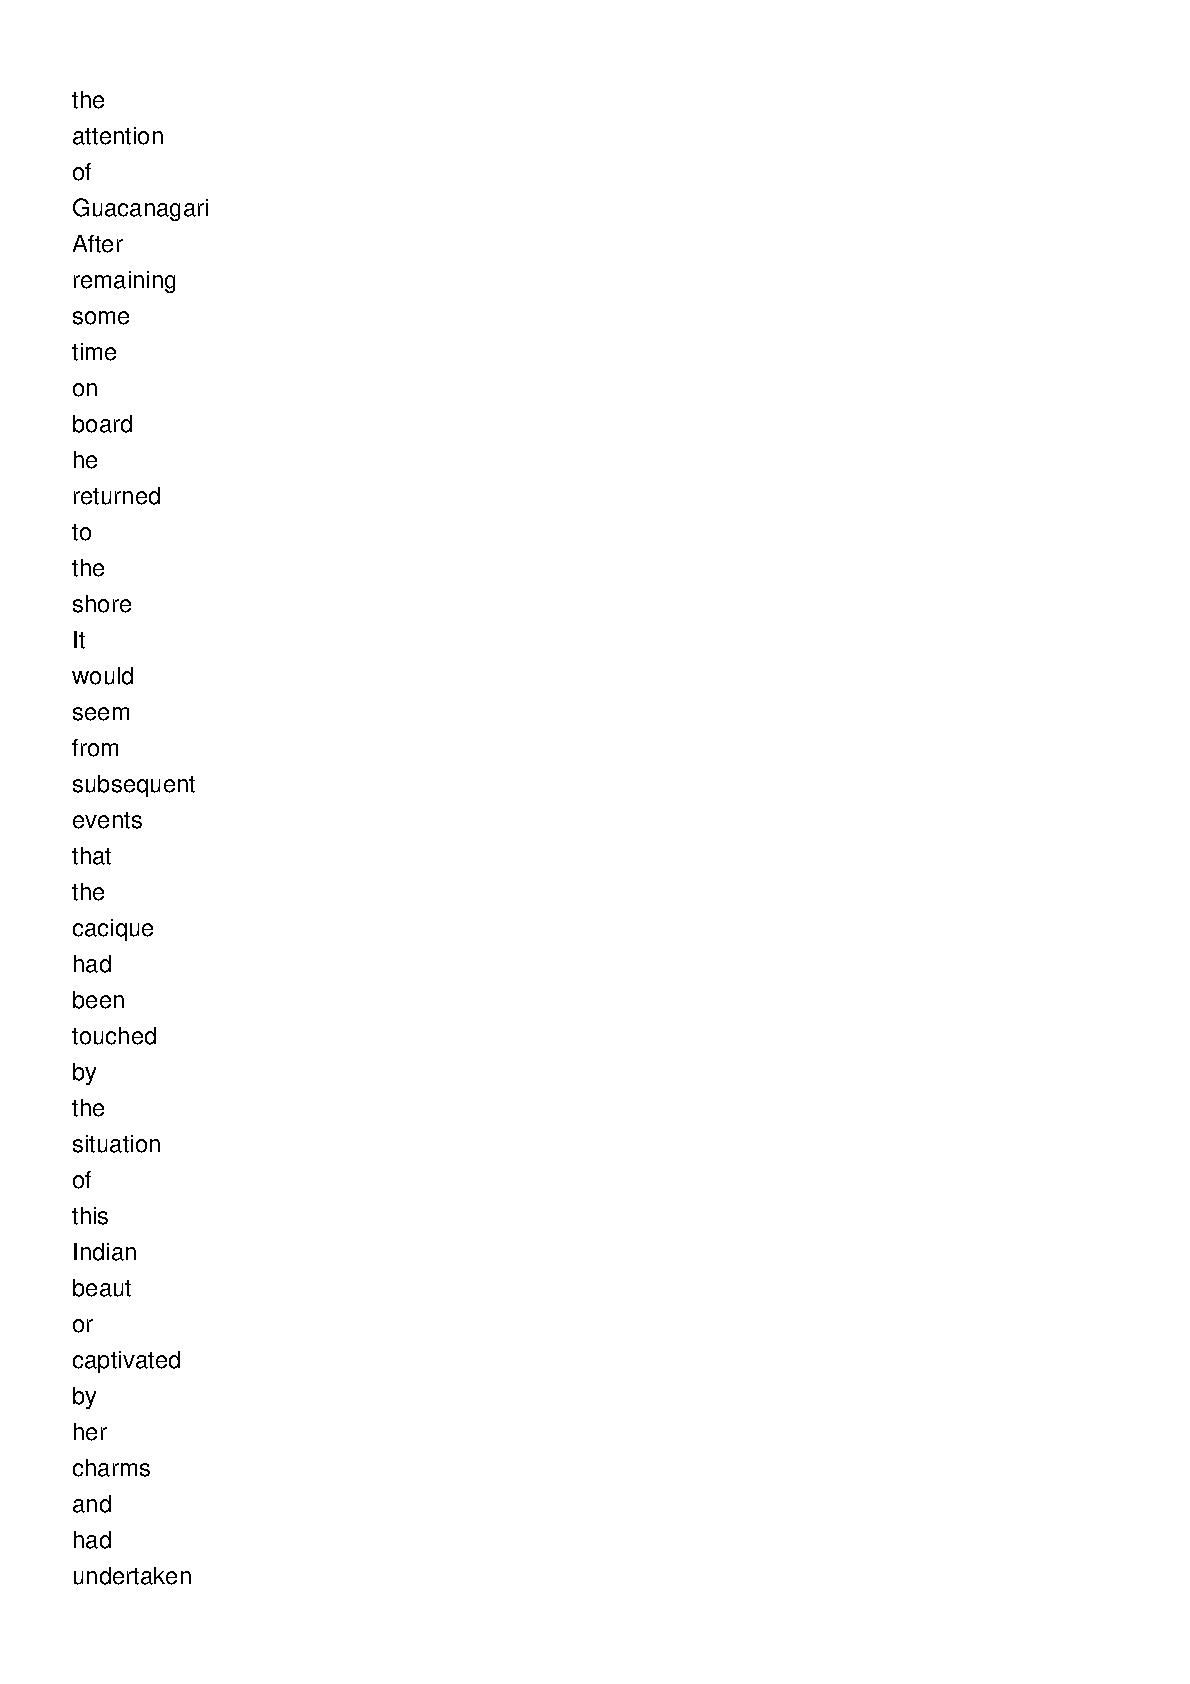 the
attention
of
Guacanagari
After
remaining
some
time
on
board
he
returned
to
the
shore
It
would
seem
from
subsequent
events
that
the
cacique
had
been
touched
by
the
situation
of
this
Indian
beaut
or
captivated
by
her
charms
and
had
undertaken